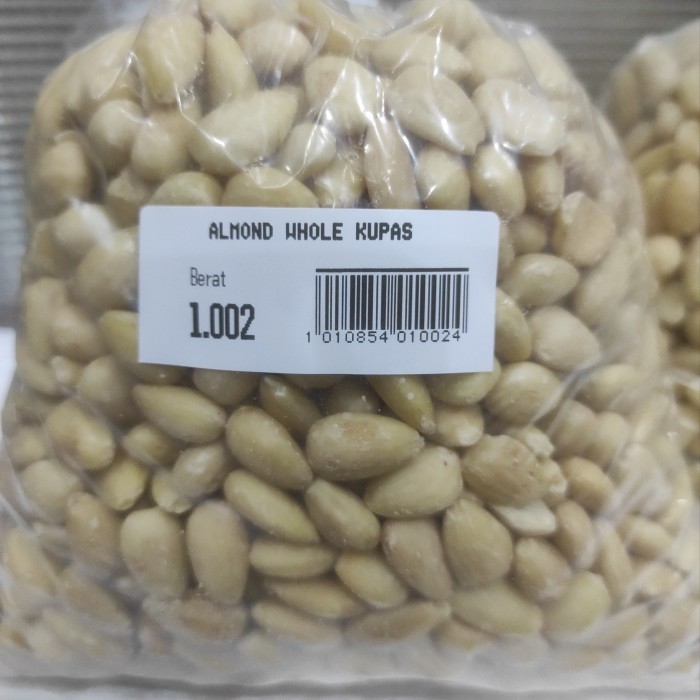 ALMOND WHOLE KUPAS
Berat
1.002
1 010854 010024